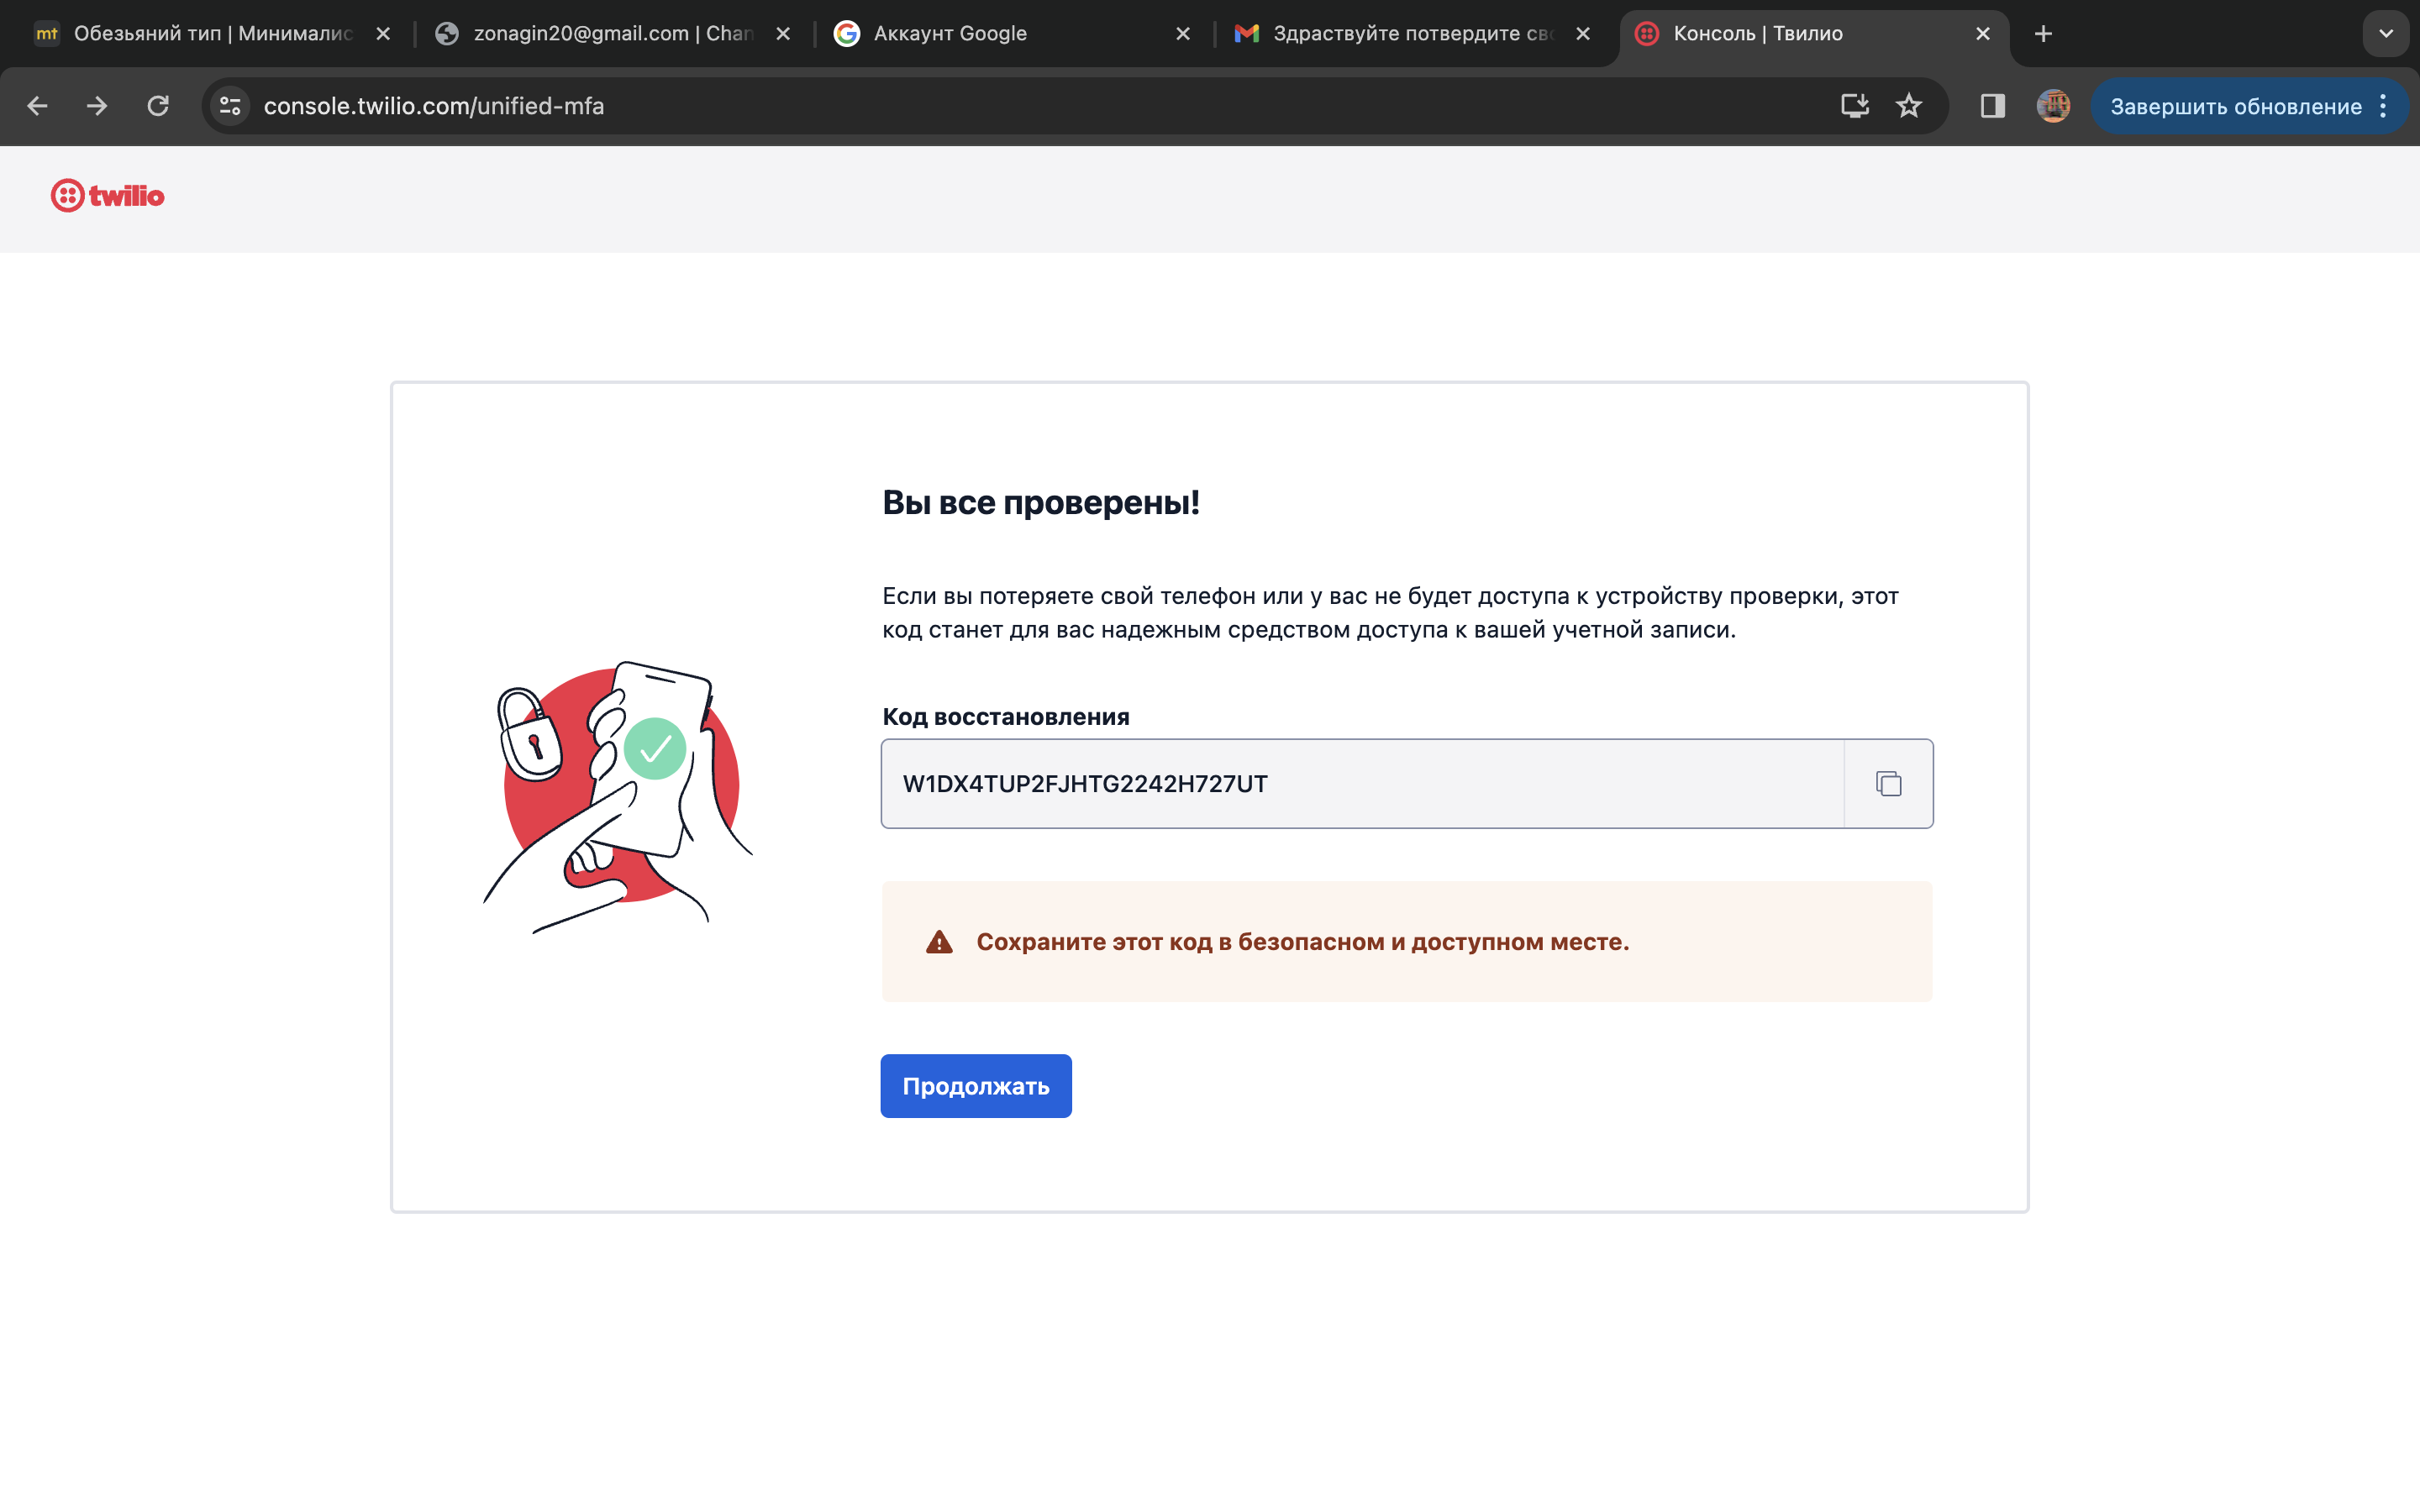 mt Обезьяний тип | Минималис
zonagin20@gmail.com | Chan
Аккаунт Google
Здраствуйте потвердите сво
Консоль | Твилио
console.twilio.com/unified-mfa
Завершить обновление
twilio
Вы все проверены!
Если вы потеряете свой телефон или у вас не будет доступа к устройству проверки, этот
код станет для вас надежным средством доступа к вашей учетной записи.
Код восстановления
W1DX4TUP2FJHTG2242H727UT
Сохраните этот код в безопасном и доступном месте.
Продолжать